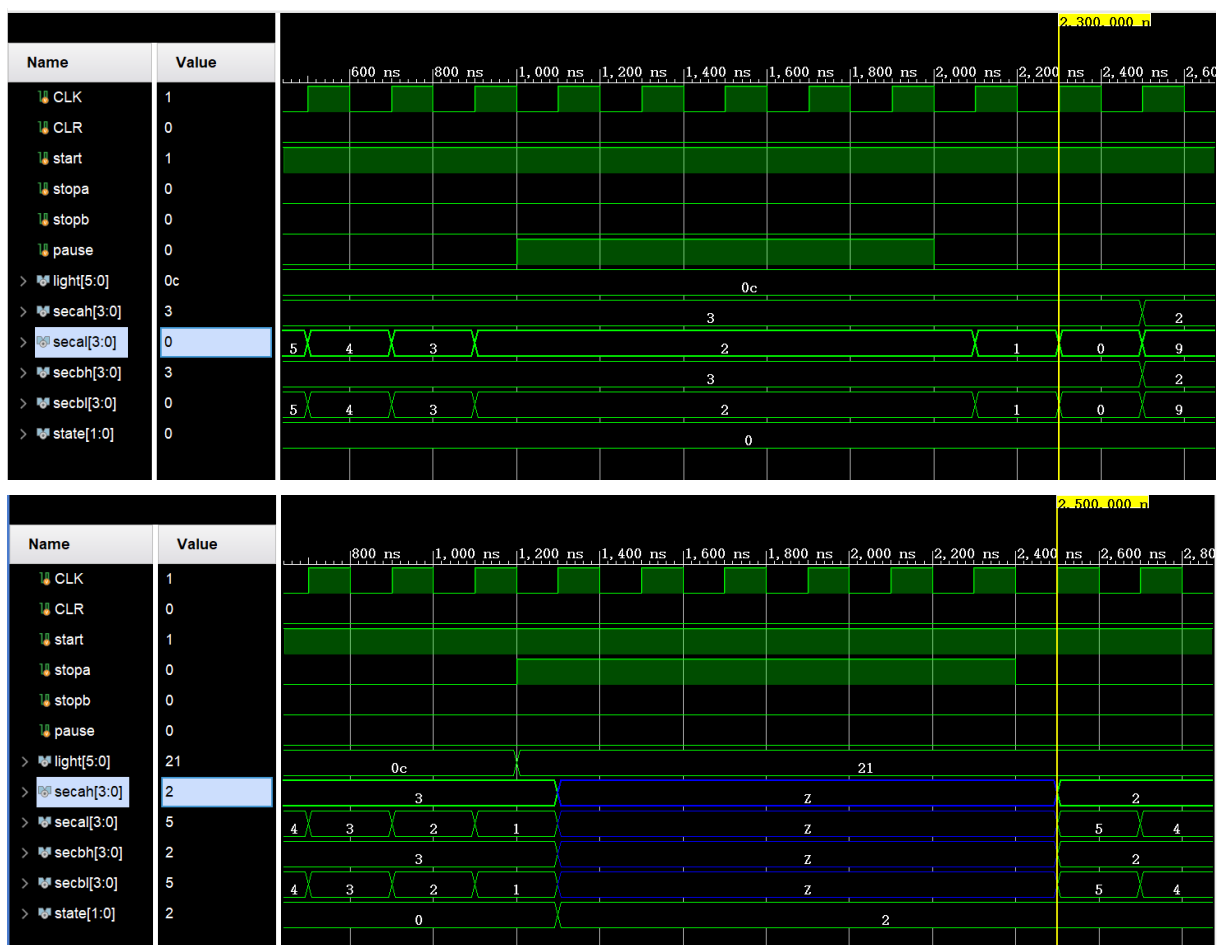 2,300.000 n
Name Value
600 ns 800 ns 1,000 ns 1,200 ns 1,400 ns 1,600 ns 1,800 ns 2,000 ns 2,200 ns 2,400 ns 2,60
CLK 1
CLR 0
start 1
stopa 0
stopb 0
pause 0
light[5:0] 0c 0c
secah[3:0] 3 3 2
secal[3:0] 0 5 4 3 2 1 0 9
secbh[3:0] 3 3 2
secbl[3:0] 0 5 4 3 2 1 0 9
state[1:0] 0 0
2,500.000 n
Name Value
800 ns 1,000 ns 1,200 ns 1,400 ns 1,600 ns 1,800 ns 2,000 ns 2,200 ns 2,400 ns 2,600 ns 2,80
CLK 1
CLR 0
start 1
stopa 0
stopb 0
pause 0
light[5:0] 21 0c 21
secah[3:0] 2 3 Z 2
secal[3:0] 5 4 3 2 1 Z 5 4
secbh[3:0] 2 3 Z 2
secbl[3:0] 5 4 3 2 1 Z 5 4
state[1:0] 2 0 2